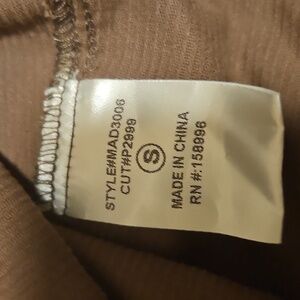 STYLE#MAD3006
CUT#P2999
S
MADE IN CHINA
RN #:158996